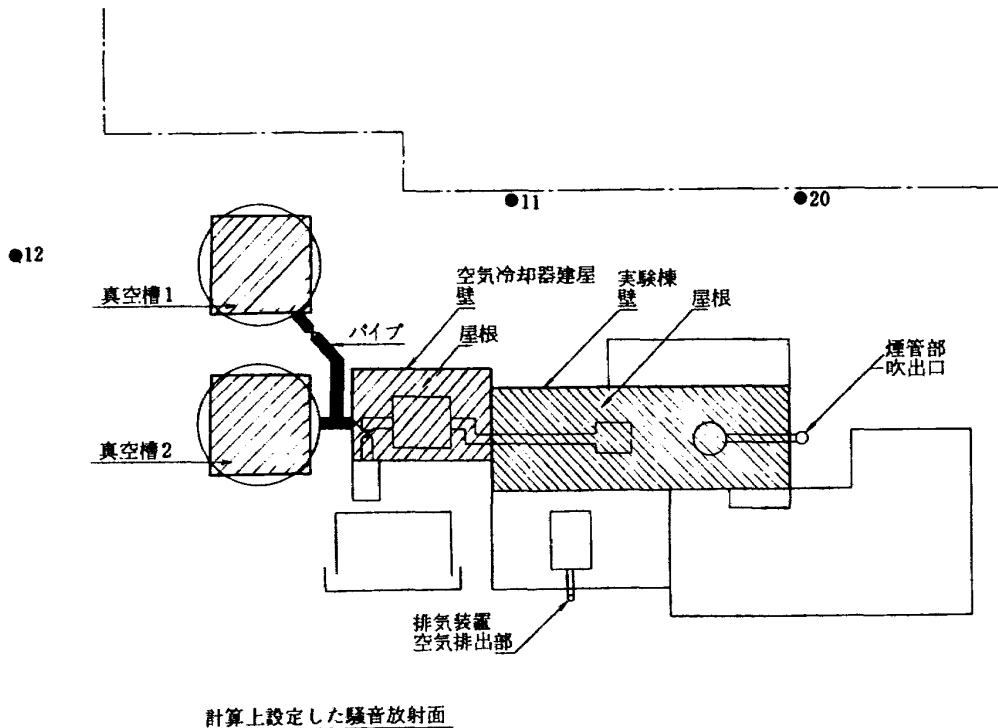 ●11
●20
●12
空気冷却器建屋
壁
実験棟
壁
屋根
真空槽1
パイプ
屋根
煙管部
吹出口
真空槽2
排気装置
空気排出部
計算上設定した騒音放射面